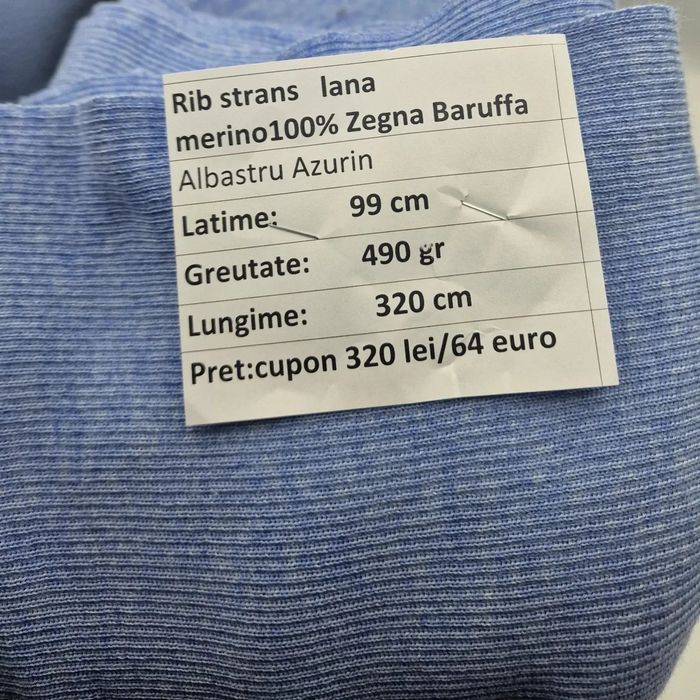 Rib strans lana
merino100% Zegna Baruffa
Albastru Azurin
Latime: 99 cm
Greutate: 490 gr
Lungime: 320 cm
Pret:cupon 320 lei/64 euro